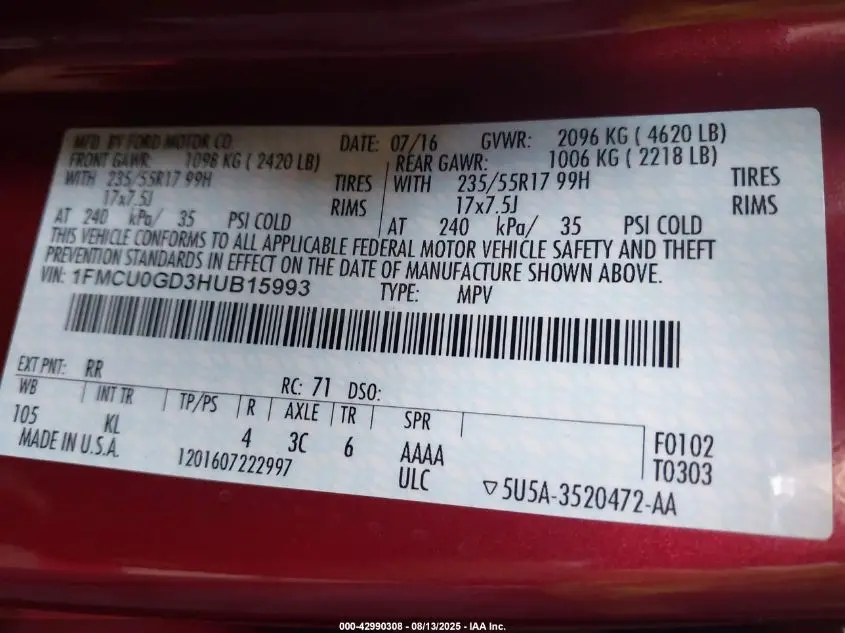 MFD. BY FORD MOTOR CO. DATE: 07/16 GVWR: 2096 KG ( 4620 LB)
FRONT GAWR: 1098 KG ( 2420 LB) REAR GAWR: 1006 KG ( 2218 LB)
WITH 235/55R17 99H TIRES WITH 235/55R17 99H TIRES
17x7.5J RIMS 17x7.5J RIMS
AT 240 kPa/ 35 PSI COLD AT 240 kPa/ 35 PSI COLD
THIS VEHICLE CONFORMS TO ALL APPLICABLE FEDERAL MOTOR VEHICLE SAFETY AND THEFT
PREVENTION STANDARDS IN EFFECT ON THE DATE OF MANUFACTURE SHOWN ABOVE.
VIN: 1FMCU0GD3HUB15993 TYPE: MPV
EXT PNT: RR RC: 71 DSO:
WB INT TR TP/PS R AXLE TR SPR
105 KL 4 3C 6 AAAA F0102
MADE IN U.S.A. 1201607222997 ULC T0303
▽5U5A-3520472-AA
000-42990308 - 08/13/2025 - IAA Inc.